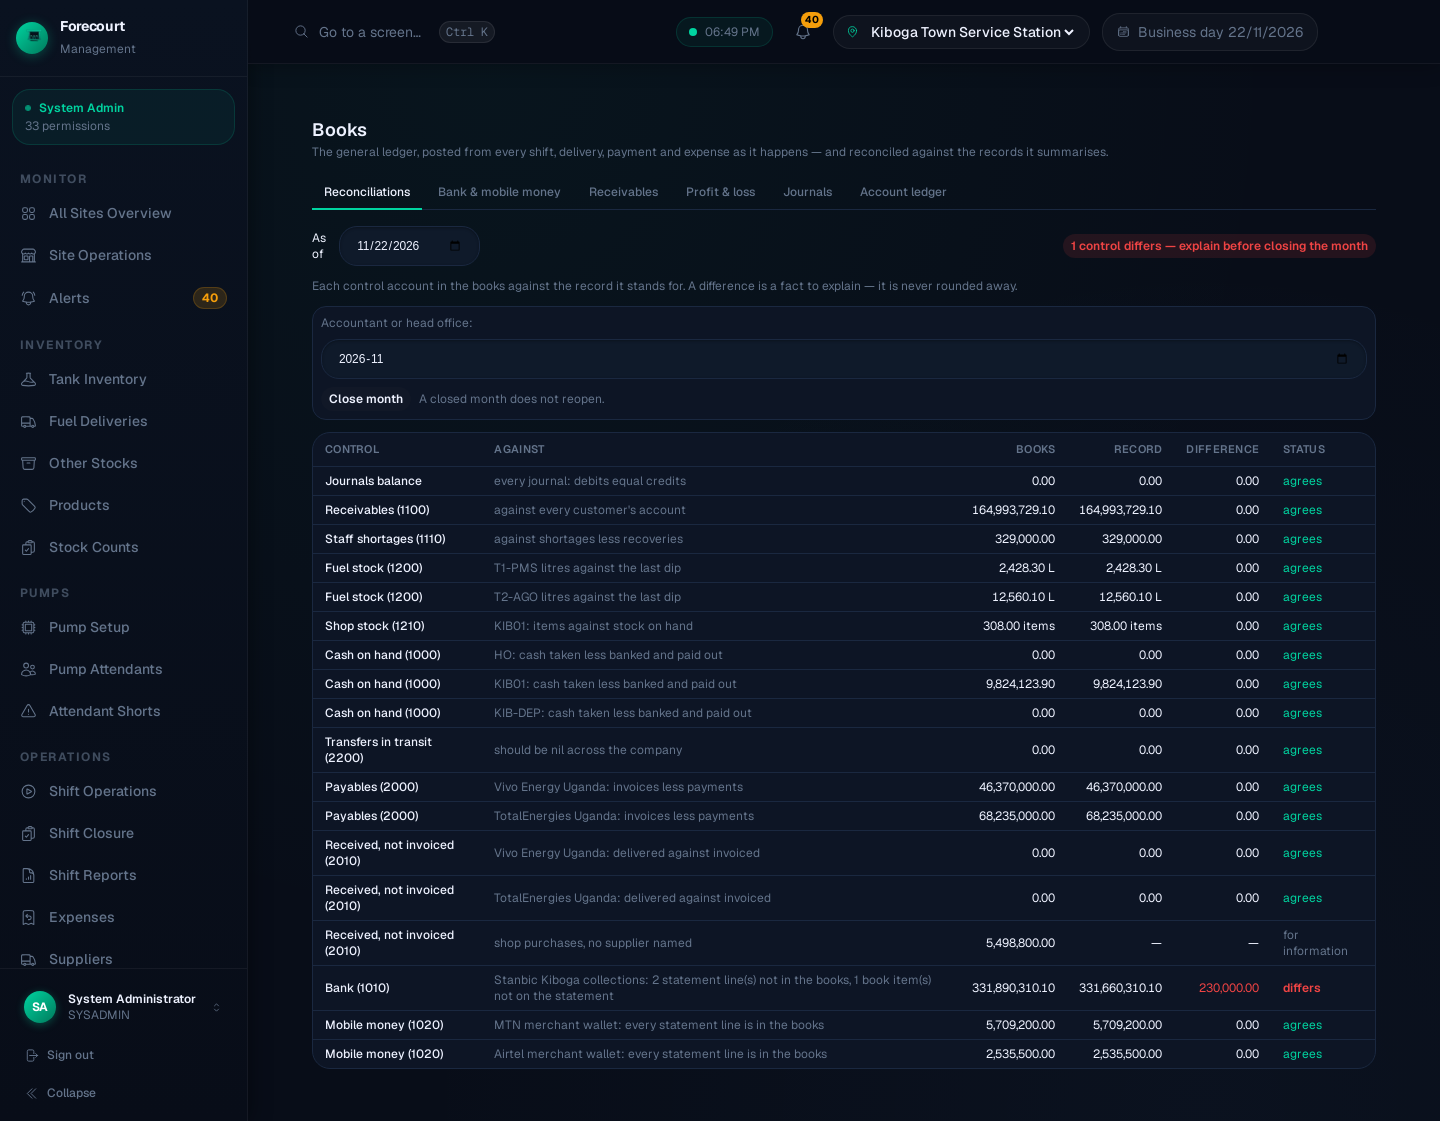 Forecourt
Management
Go to a screen...
Ctrl K
06:49 PM
40
Kiboga Town Service Station
Business day 22/11/2026
System Admin
33 permissions
MONITOR
All Sites Overview
Site Operations
Alerts
40
INVENTORY
Tank Inventory
Fuel Deliveries
Other Stocks
Products
Stock Counts
PUMPS
Pump Setup
Pump Attendants
Attendant Shorts
OPERATIONS
Shift Operations
Shift Closure
Shift Reports
Expenses
Suppliers
SA
System Administrator
SYSADMIN
Sign out
Collapse
Books
The general ledger, posted from every shift, delivery, payment and expense as it happens — and reconciled against the records it summarises.
Reconciliations Bank & mobile money Receivables Profit & loss Journals Account ledger
As of
11/22/2026
1 control differs — explain before closing the month
Each control account in the books against the record it stands for. A difference is a fact to explain — it is never rounded away.
Accountant or head office:
2026-11
Close month A closed month does not reopen.
CONTROL AGAINST BOOKS RECORD DIFFERENCE STATUS
Journals balance every journal: debits equal credits 0.00 0.00 0.00 agrees
Receivables (1100) against every customer's account 164,993,729.10 164,993,729.10 0.00 agrees
Staff shortages (1110) against shortages less recoveries 329,000.00 329,000.00 0.00 agrees
Fuel stock (1200) T1-PMS litres against the last dip 2,428.30 L 2,428.30 L 0.00 agrees
Fuel stock (1200) T2-AGO litres against the last dip 12,560.10 L 12,560.10 L 0.00 agrees
Shop stock (1210) KIB01: items against stock on hand 308.00 items 308.00 items 0.00 agrees
Cash on hand (1000) HO: cash taken less banked and paid out 0.00 0.00 0.00 agrees
Cash on hand (1000) KIB01: cash taken less banked and paid out 9,824,123.90 9,824,123.90 0.00 agrees
Cash on hand (1000) KIB-DEP: cash taken less banked and paid out 0.00 0.00 0.00 agrees
Transfers in transit (2200) should be nil across the company 0.00 0.00 0.00 agrees
Payables (2000) Vivo Energy Uganda: invoices less payments 46,370,000.00 46,370,000.00 0.00 agrees
Payables (2000) TotalEnergies Uganda: invoices less payments 68,235,000.00 68,235,000.00 0.00 agrees
Received, not invoiced (2010) Vivo Energy Uganda: delivered against invoiced 0.00 0.00 0.00 agrees
Received, not invoiced (2010) TotalEnergies Uganda: delivered against invoiced 0.00 0.00 0.00 agrees
Received, not invoiced (2010) shop purchases, no supplier named 5,498,800.00 — — for information
Bank (1010) Stanbic Kiboga collections: 2 statement line(s) not in the books, 1 book item(s) not on the statement 331,890,310.10 331,660,310.10 230,000.00 differs
Mobile money (1020) MTN merchant wallet: every statement line is in the books 5,709,200.00 5,709,200.00 0.00 agrees
Mobile money (1020) Airtel merchant wallet: every statement line is in the books 2,535,500.00 2,535,500.00 0.00 agrees